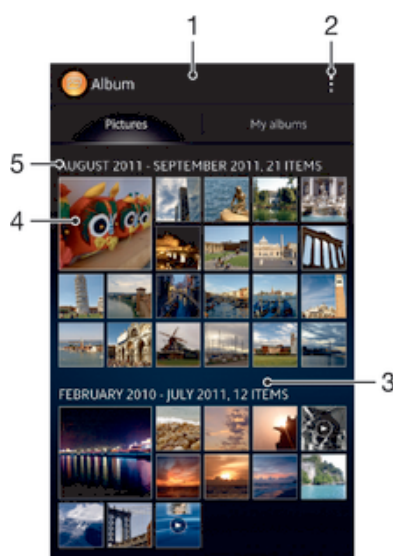 1
2
Album
Pictures
My albums
5
AUGUST 2011 - SEPTEMBER 2011, 21 ITEMS
4
3
FEBRUARY 2010 - JULY 2011, 12 ITEMS